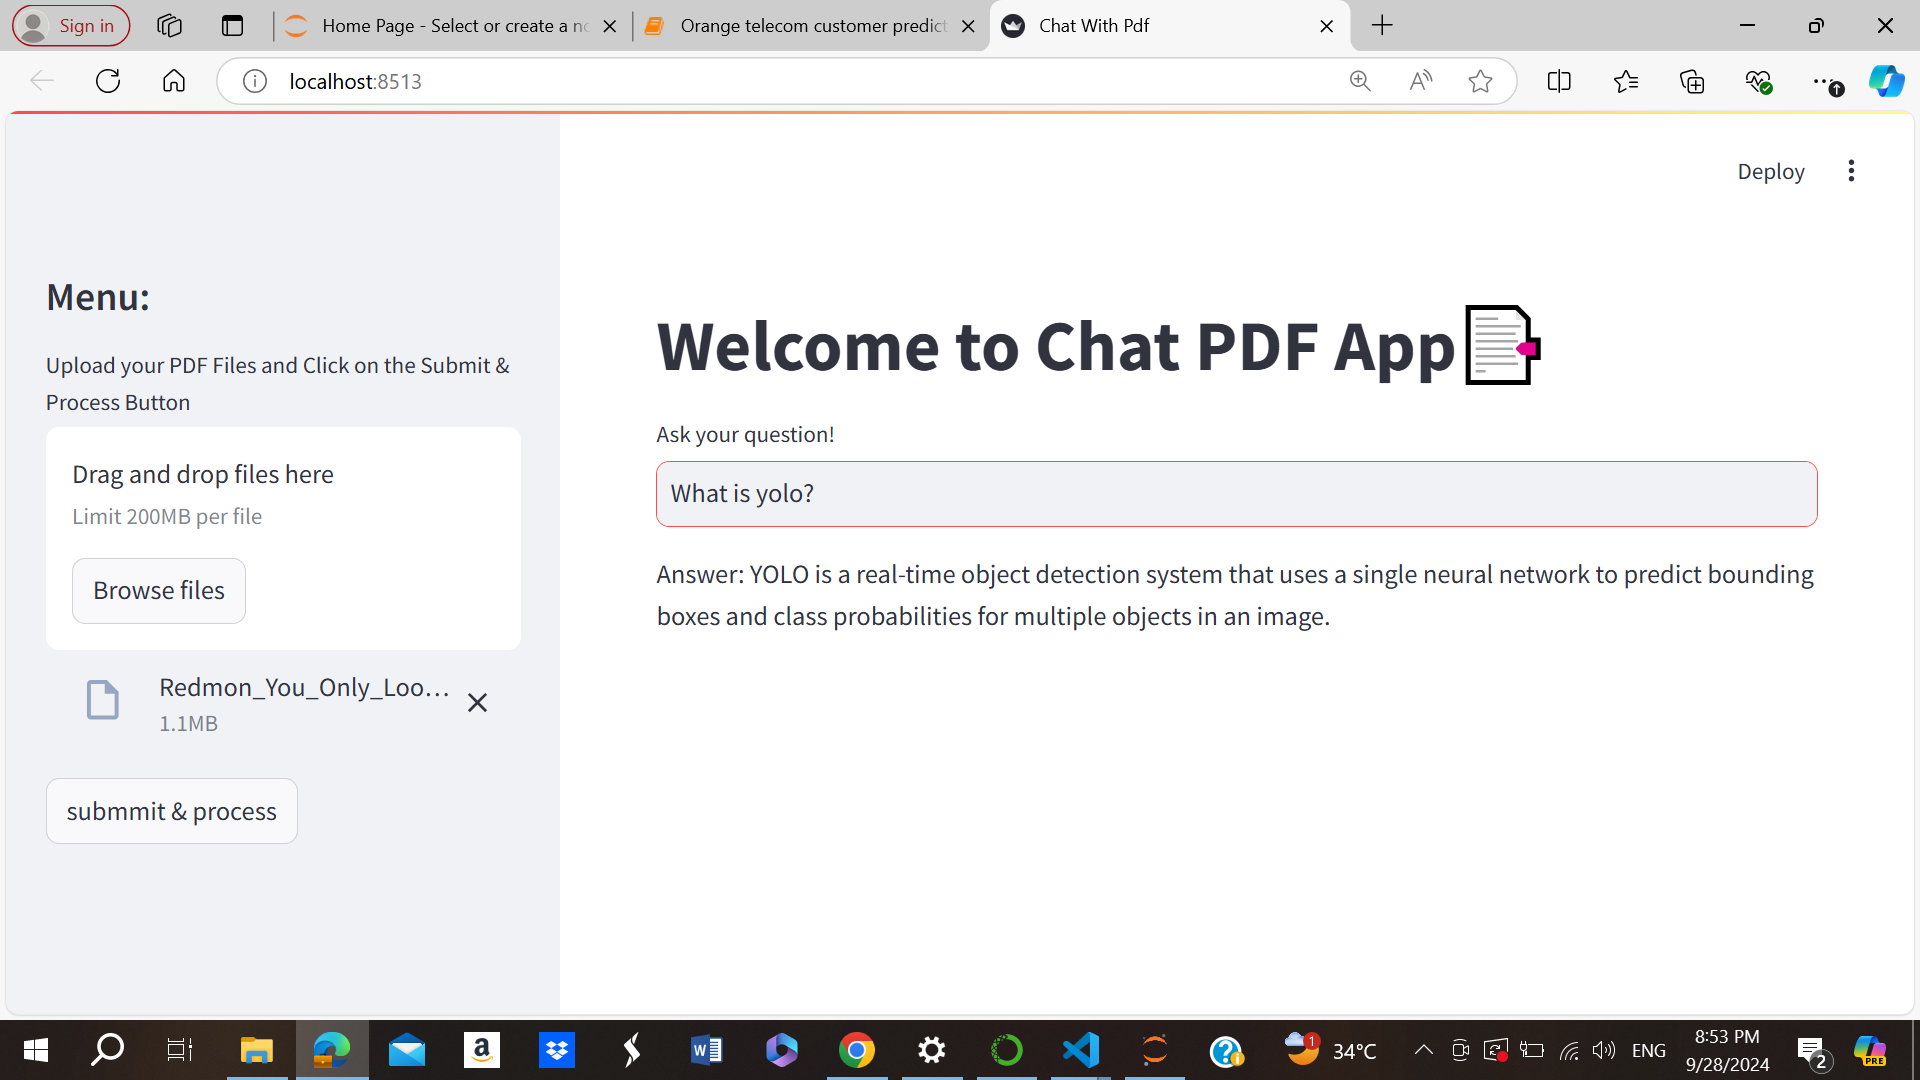 Sign in
Home Page - Select or create a no
Orange telecom customer predict
Chat With Pdf
localhost:8513
Deploy
Menu:
Upload your PDF Files and Click on the Submit &
Process Button
Drag and drop files here
Limit 200MB per file
Browse files
Redmon_You_Only_Loo...
1.1MB
submmit & process
Welcome to Chat PDF App
Ask your question!
What is yolo?
Answer: YOLO is a real-time object detection system that uses a single neural network to predict bounding
boxes and class probabilities for multiple objects in an image.
1
34°C
ENG
8:53 PM
9/28/2024
2
PRE